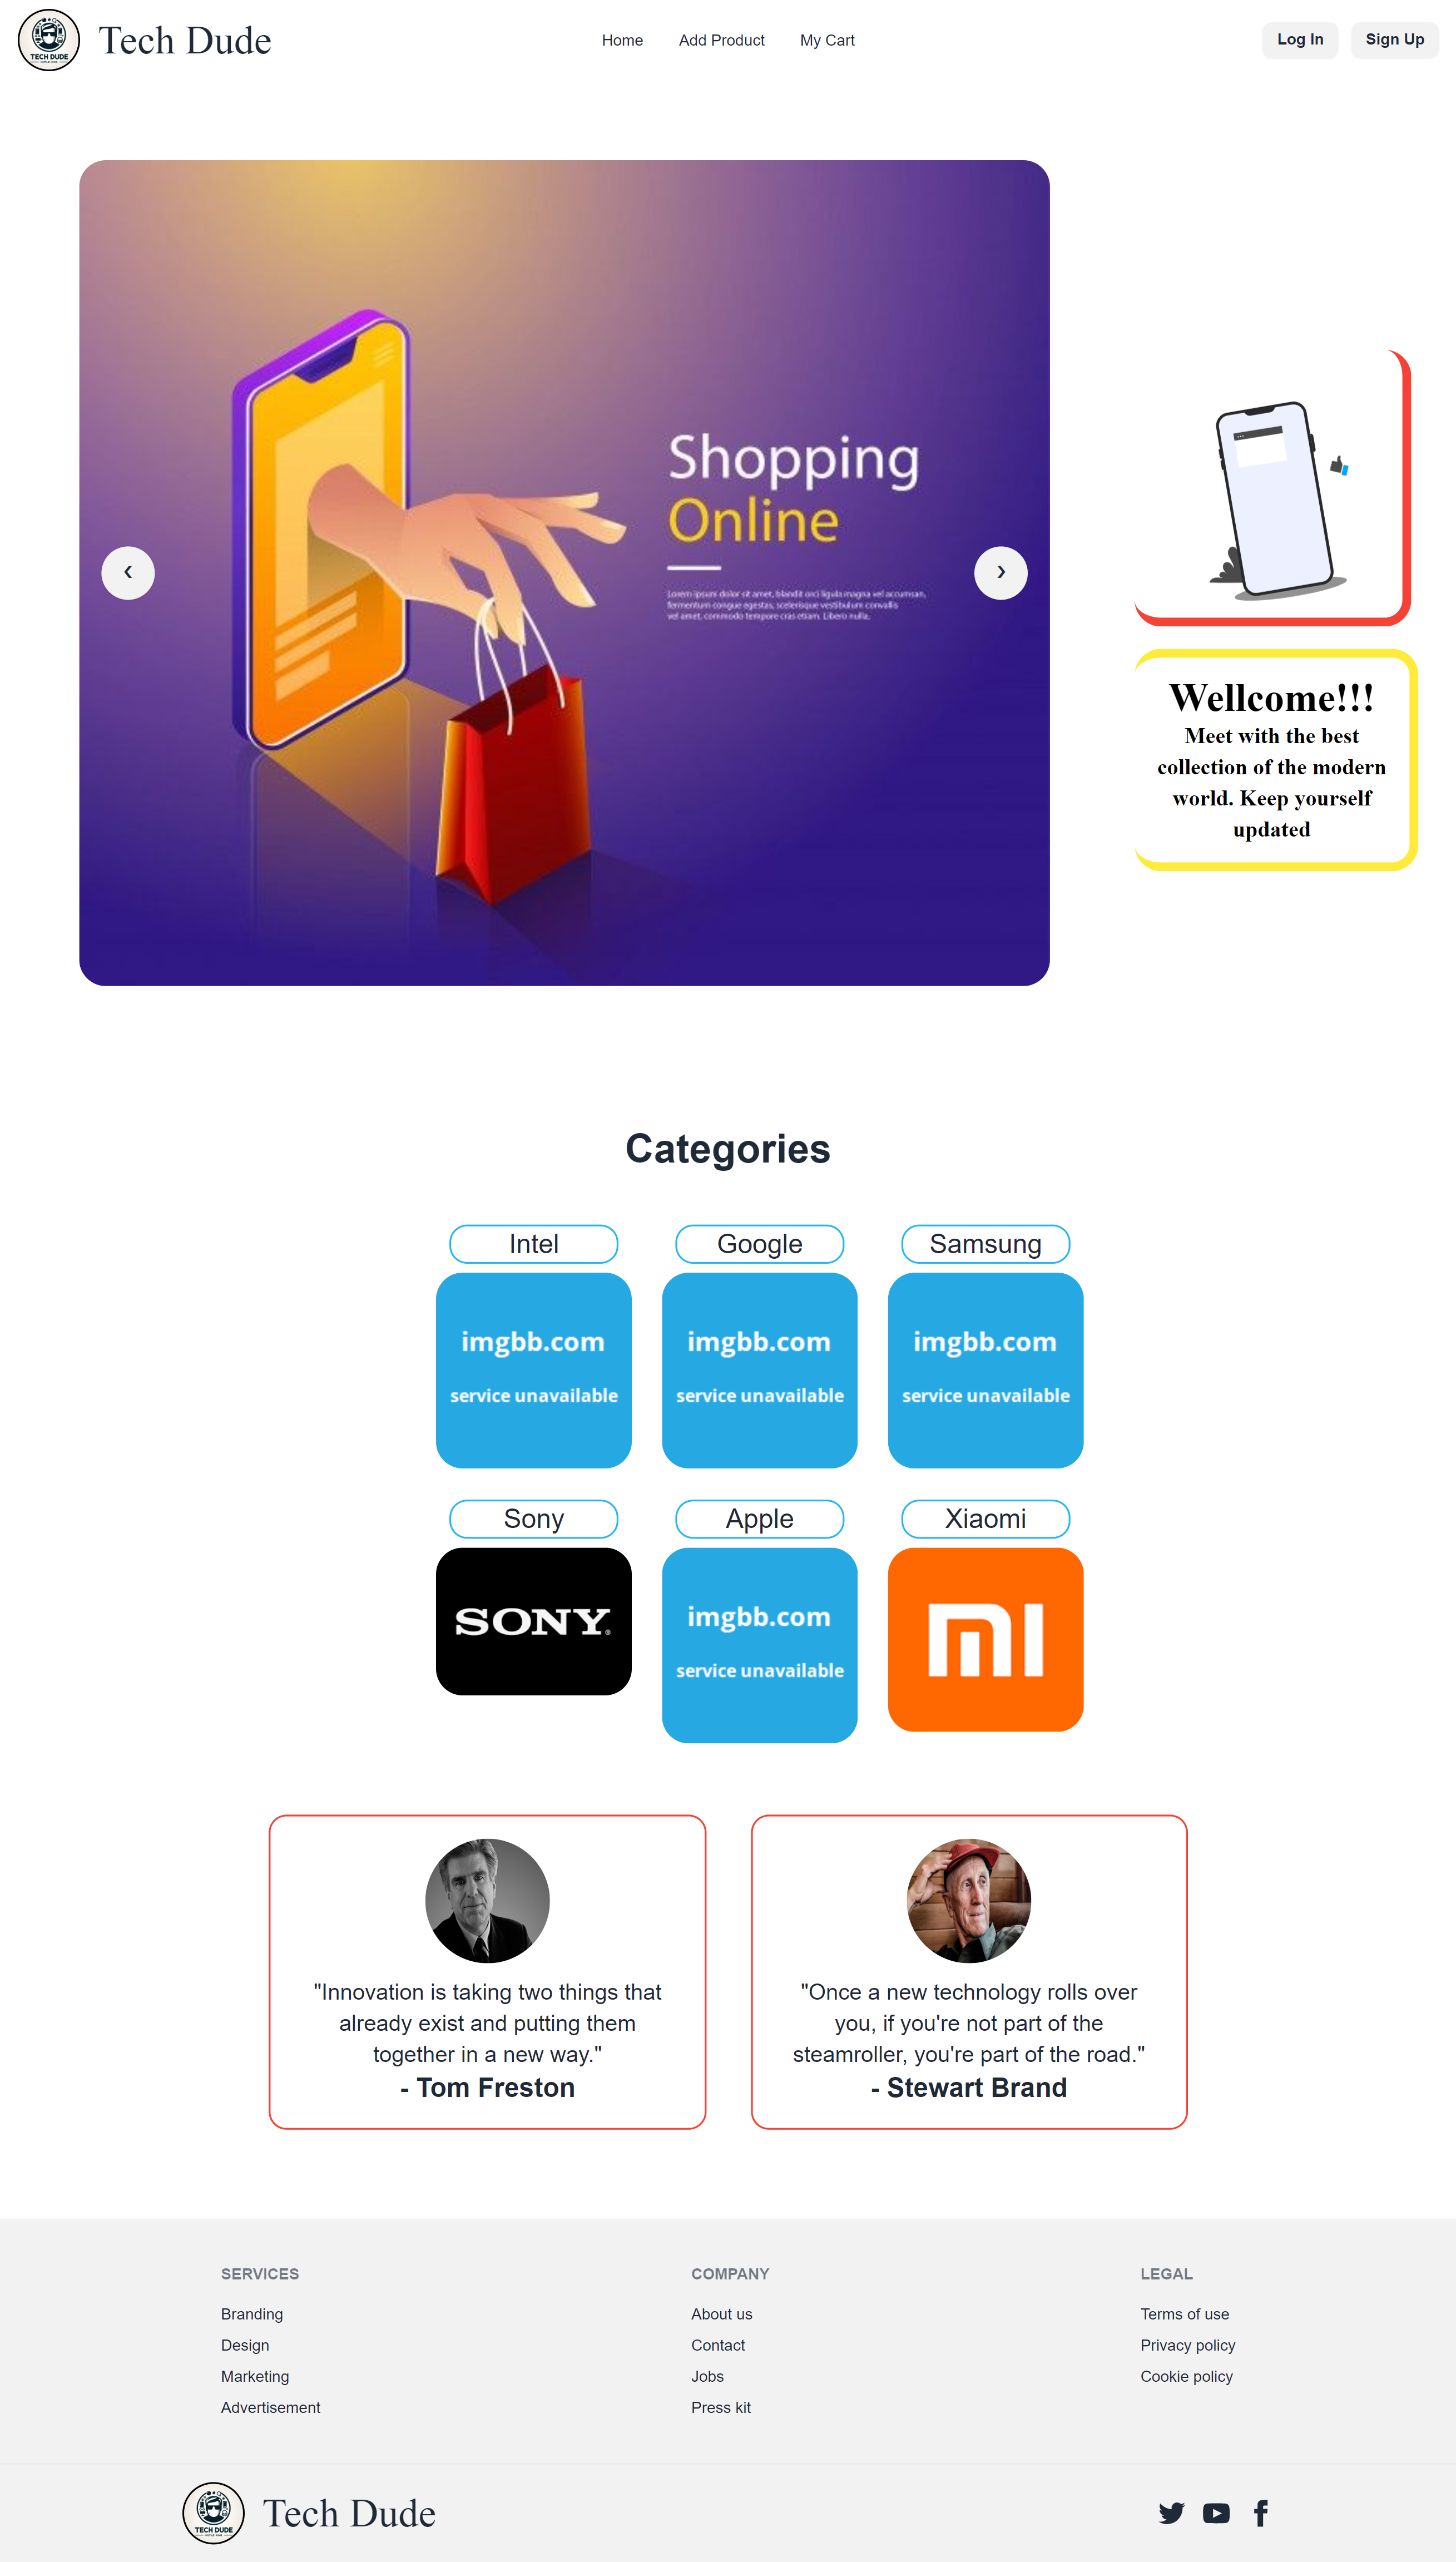 TECH DUDE
Tech Dude
Home
Add Product
My Cart
Log In
Sign Up
Shopping
Online
Lorem ipsum dolor sit amet, blandit orci ligula magna vel accumsan,
fermentum congue egestas, scelerisque vestibulum convallis
vel amet, commodo tempore cras etiam. Libero nulla.
Wellcome!!!
Meet with the best
collection of the modern
world. Keep yourself
updated
Categories
Intel
Google
Samsung
imgbb.com
service unavailable
imgbb.com
service unavailable
imgbb.com
service unavailable
Sony
Apple
Xiaomi
SONY
imgbb.com
service unavailable
MI
"Innovation is taking two things that
already exist and putting them
together in a new way."
- Tom Freston
"Once a new technology rolls over
you, if you're not part of the
steamroller, you're part of the road."
- Stewart Brand
SERVICES
Branding
Design
Marketing
Advertisement
COMPANY
About us
Contact
Jobs
Press kit
LEGAL
Terms of use
Privacy policy
Cookie policy
TECH DUDE
Tech Dude